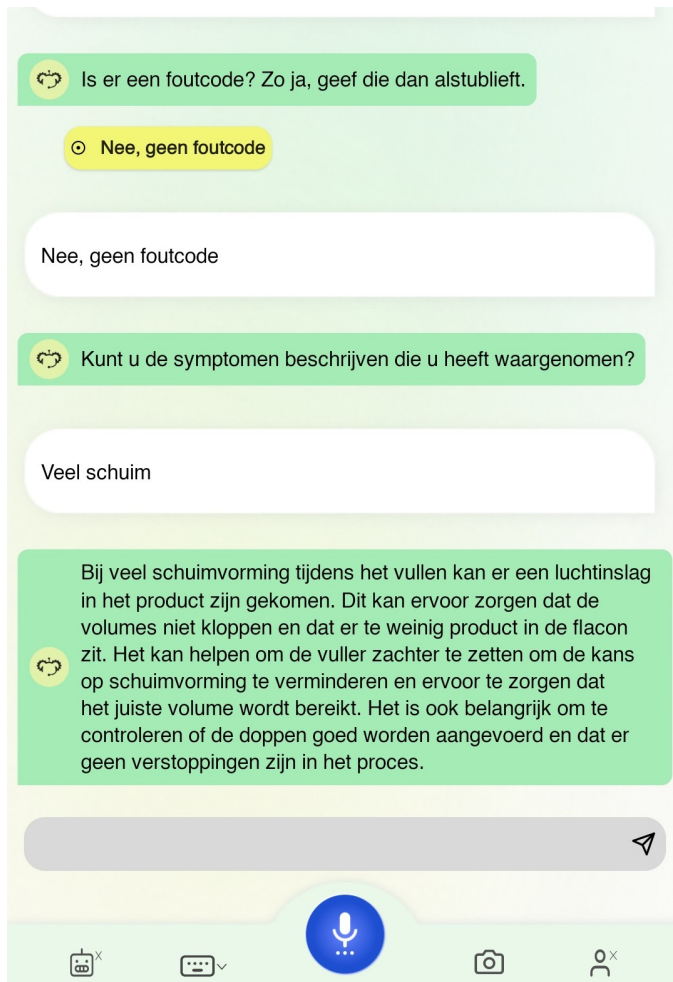 Is er een foutcode? Zo ja, geef die dan alstublieft.
Nee, geen foutcode
Nee, geen foutcode
Kunt u de symptomen beschrijven die u heeft waargenomen?
Veel schuim
Bij veel schuimvorming tijdens het vullen kan er een luchtinslag
in het product zijn gekomen. Dit kan ervoor zorgen dat de
volumes niet kloppen en dat er te weinig product in de flacon
zit. Het kan helpen om de vuller zachter te zetten om de kans
op schuimvorming te verminderen en ervoor te zorgen dat
het juiste volume wordt bereikt. Het is ook belangrijk om te
controleren of de doppen goed worden aangevoerd en dat er
geen verstoppingen zijn in het proces.